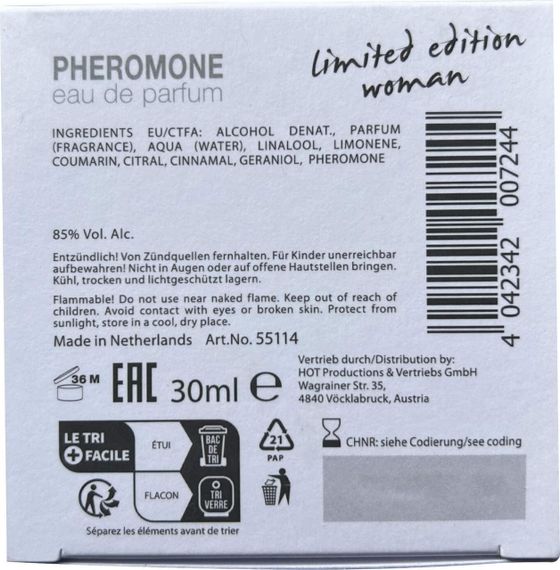 PHEROMONE
eau de parfum
limited edition
woman
INGREDIENTS EU/CTFA: ALCOHOL DENAT., PARFUM
(FRAGRANCE), AQUA (WATER), LINALOOL, LIMONENE,
COUMARIN, CITRAL, CINNAMAL, GERANIOL, PHEROMONE
85% Vol. Alc.
Entzündlich! Von Zündquellen fernhalten. Für Kinder unerreichbar
aufbewahren! Nicht in Augen oder auf offene Hautstellen bringen.
Kühl, trocken und lichtgeschützt lagern.
Flammable! Do not use near naked flame. Keep out of reach of
children. Avoid contact with eyes or broken skin. Protect from
sunlight, store in a cool, dry place.
Made in Netherlands Art.No. 55114
4 042342 007244
36 M
EAC 30ml e
Vertrieb durch/Distribution by:
HOT Productions & Vertriebs GmbH
Wagrainer Str. 35,
4840 Vöcklabruck, Austria
LE TRI
+ FACILE
ÉTUI
BAC
DE
TRI
FLACON
TRI
VERRE
Séparez les éléments avant de trier
21
PAP
CHNR: siehe Codierung/see coding